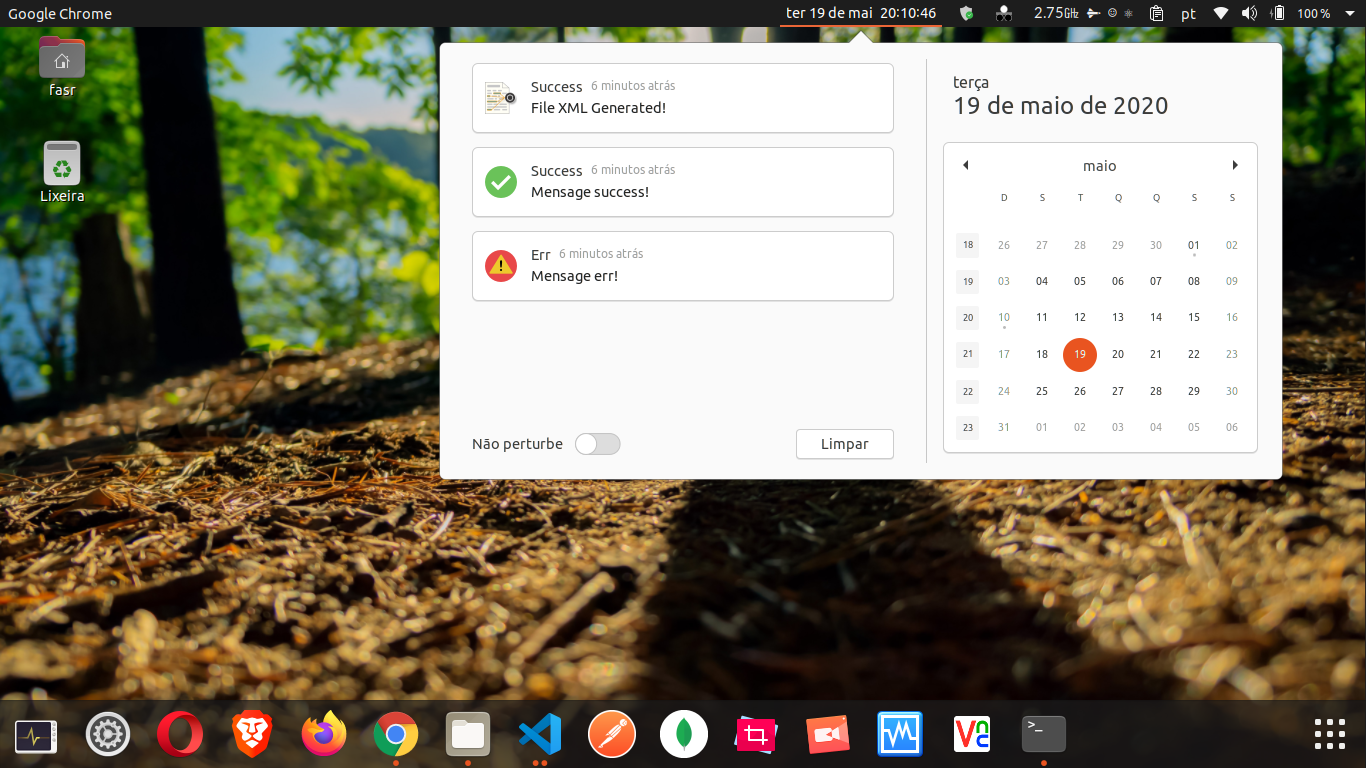 Google Chrome
ter 19 de mai 20:10:46
2.75GHz
pt
100 %
fasr
Lixeira
Success 6 minutos atrás
File XML Generated!
Success 6 minutos atrás
Mensage success!
Err 6 minutos atrás
Mensage err!
Não perturbe
Limpar
terça
19 de maio de 2020
maio
D S T Q Q S S
18 26 27 28 29 30 01 02
19 03 04 05 06 07 08 09
20 10 11 12 13 14 15 16
21 17 18 19 20 21 22 23
22 24 25 26 27 28 29 30
23 31 01 02 03 04 05 06
>_
Vnc